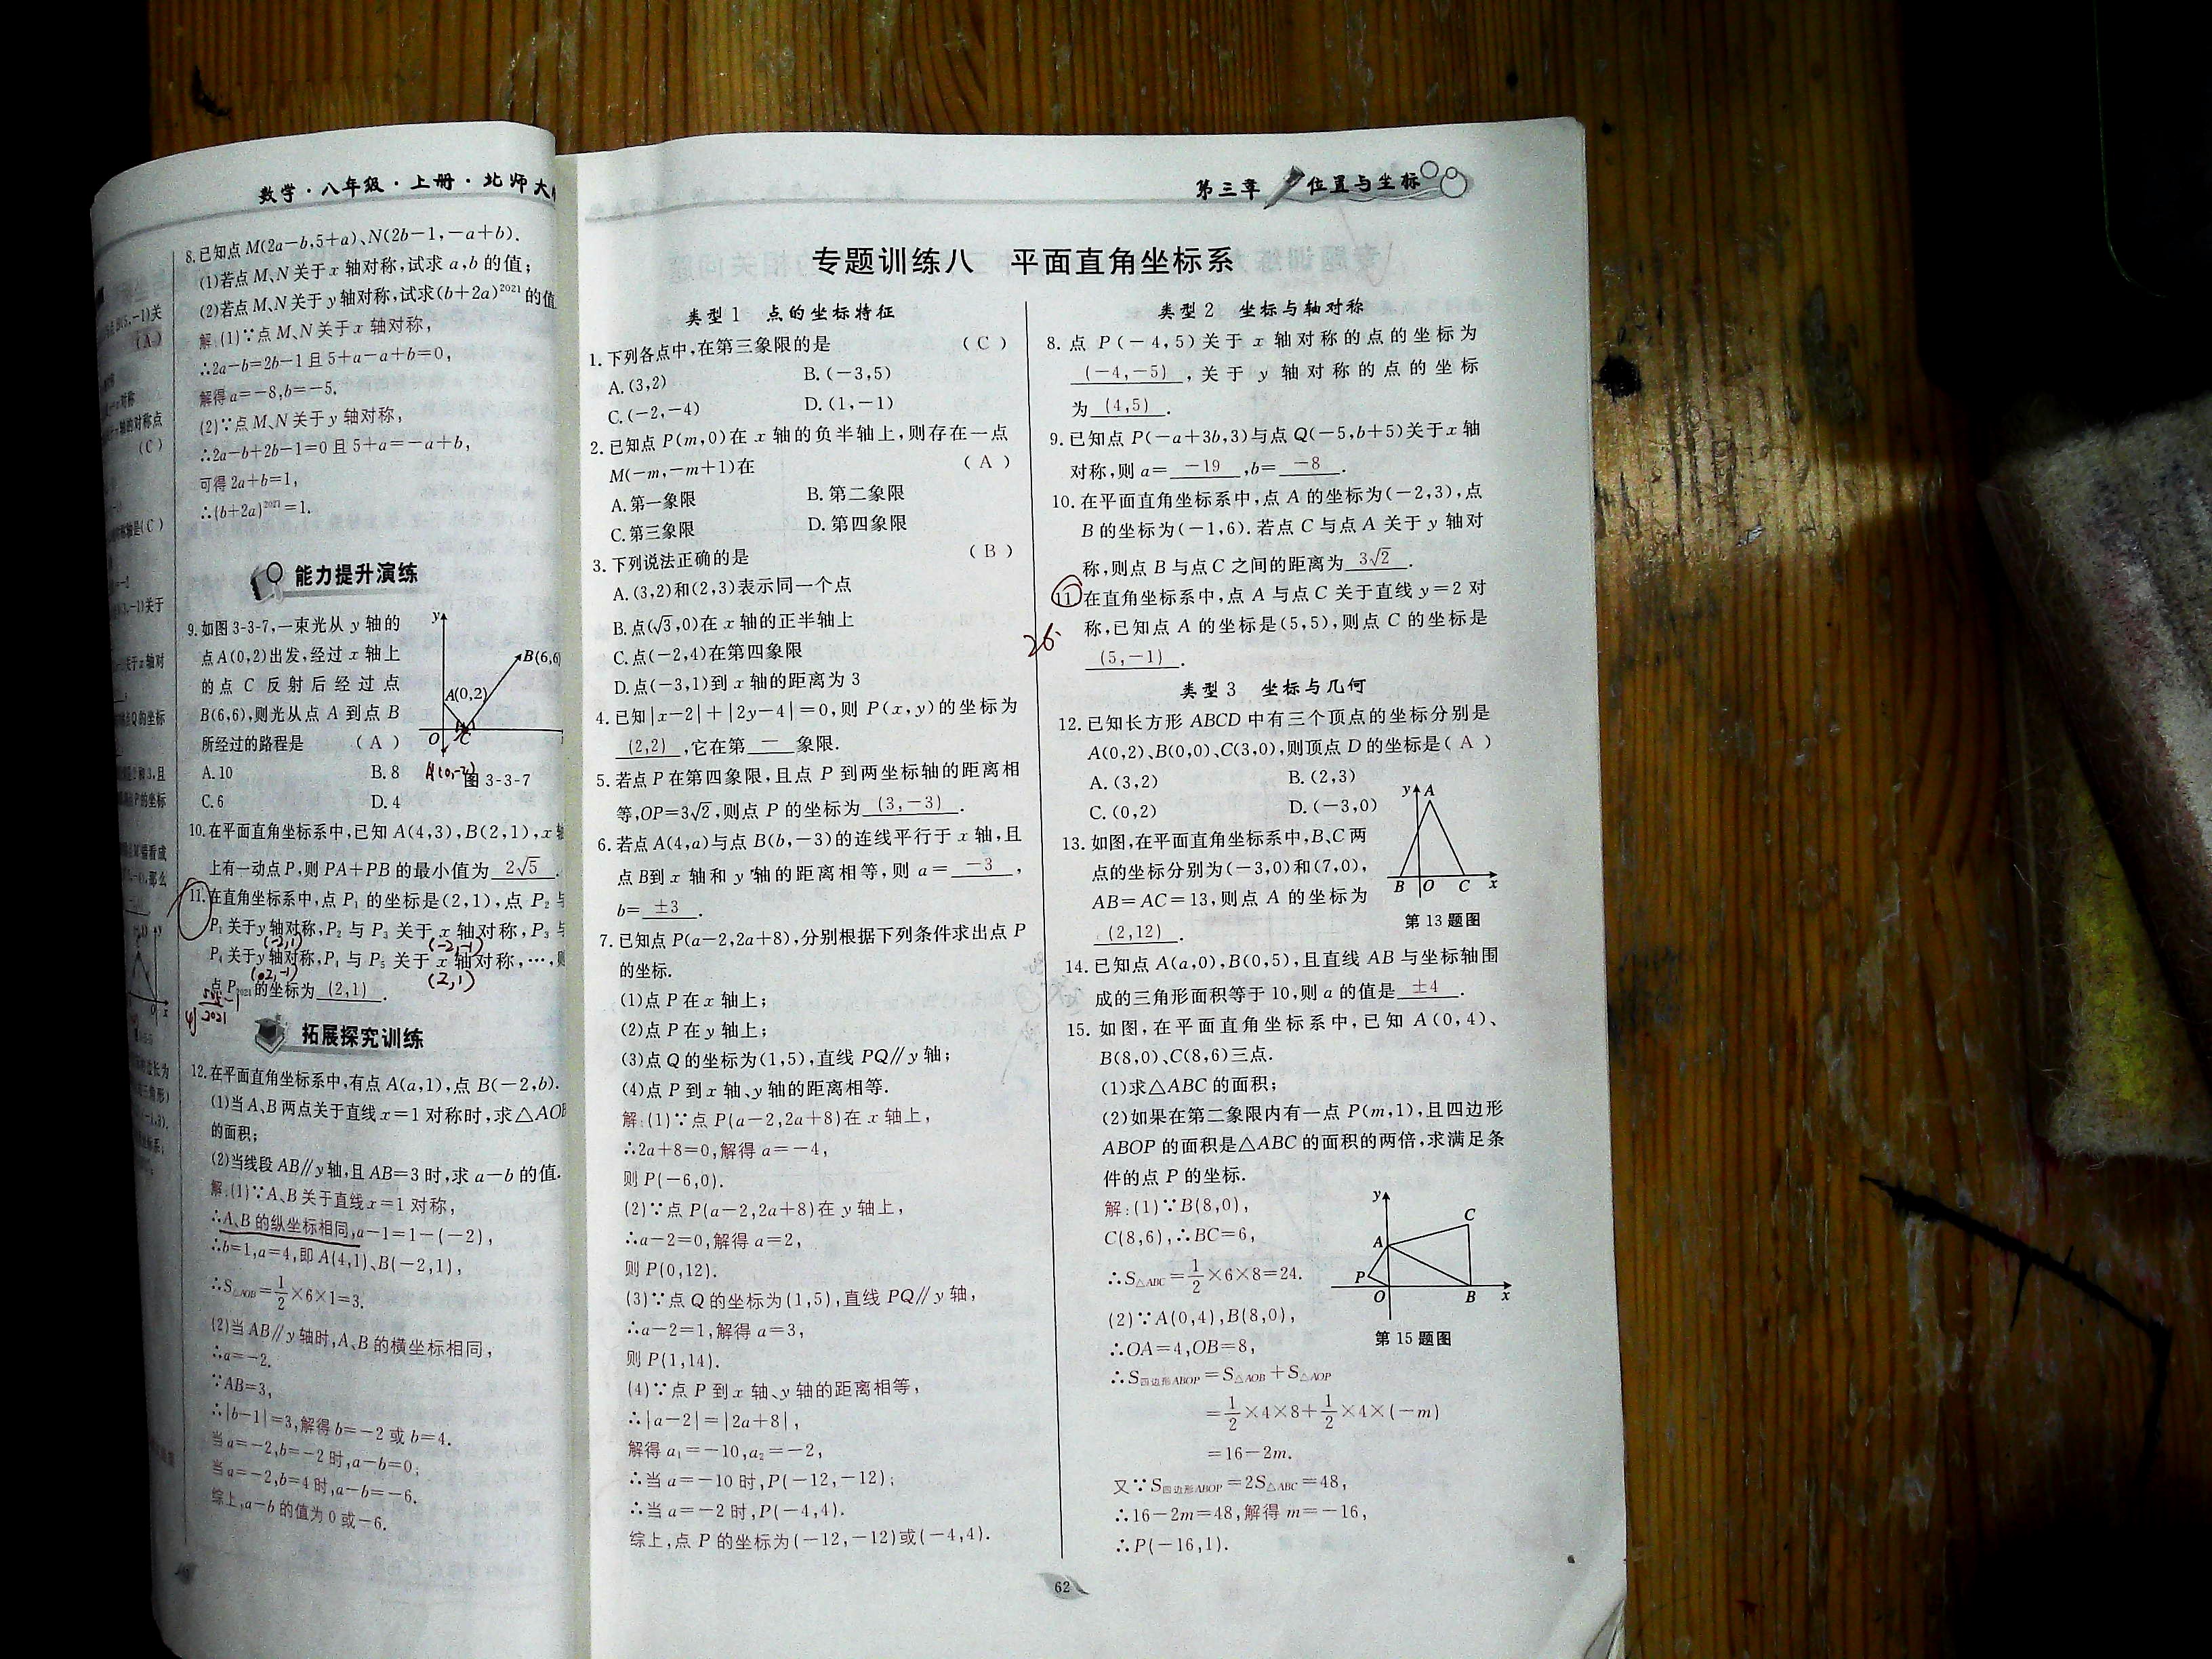 数学·八年级·上册·北师大
8.已知点M(2a-b,5+a)、N(2b-1,-a+b).
(1)若点M、N关于x轴对称,试求a,b的值;
(2)若点M、N关于y轴对称,试求(b+2a)²⁰²¹的值
解:(1)∵点M、N关于x轴对称,
∴2a-b=2b-1且5+a-a+b=0,
解得a=-8,b=-5.
(2)∵点M、N关于y轴对称,
∴2a-b+2b-1=0且5+a=-a+b,
可得2a+b=1,
∴(b+2a)²⁰²¹=1.
能力提升演练
9.如图3-3-7,一束光从y轴的
点A(0,2)出发,经过x轴上
的点C反射后经过点
B(6,6),则光从点A到点B
所经过的路程是 (A)
A.10 B.8
C.6 D.4
y
B(6,6
A(0,2)
O C
A(0,-2)
图3-3-7
10.在平面直角坐标系中,已知A(4,3),B(2,1),x
上有一动点P,则PA+PB的最小值为 2√5 .
11.在直角坐标系中,点P₁的坐标是(2,1),点P₂
P₁关于y轴对称,P₂与P₃关于x轴对称,P₃
(-2,1) (-2,-1)
P₄关于y轴对称,P₄与P₅关于x轴对称,…,
(2,-1) (2,1)
点P₂₀₂₁的坐标为 (2,1) .
2021
拓展探究训练
12.在平面直角坐标系中,有点A(a,1),点B(-2,b).
(1)当A、B两点关于直线x=1对称时,求△AO
的面积;
(2)当线段AB∥y轴,且AB=3时,求a-b的值.
解:(1)∵A、B关于直线x=1对称,
∴A、B的纵坐标相同,a-1=1-(-2),
∴b=1,a=4,即A(4,1)、B(-2,1),
∴S△AOB=1/2×6×1=3.
(2)当AB∥y轴时,A、B的横坐标相同,
∴a=-2.
∵AB=3,
∴|b-1|=3,解得b=-2或b=4.
当a=-2,b=-2时,a-b=0;
当a=-2,b=4时,a-b=-6.
综上,a-b的值为0或-6.
第三章 位置与坐标
专题训练八 平面直角坐标系
类型1 点的坐标特征
1.下列各点中,在第三象限的是 (C)
A.(3,2) B.(-3,5)
C.(-2,-4) D.(1,-1)
2.已知点P(m,0)在x轴的负半轴上,则存在一点
M(-m,-m+1)在 (A)
A.第一象限 B.第二象限
C.第三象限 D.第四象限
3.下列说法正确的是 (B)
A.(3,2)和(2,3)表示同一个点
B.点(√3,0)在x轴的正半轴上
C.点(-2,4)在第四象限
D.点(-3,1)到x轴的距离为3
4.已知|x-2|+|2y-4|=0,则P(x,y)的坐标为
(2,2) ,它在第 一 象限.
5.若点P在第四象限,且点P到两坐标轴的距离相
等,OP=3√2,则点P的坐标为 (3,-3) .
6.若点A(4,a)与点B(b,-3)的连线平行于x轴,且
点B到x轴和y轴的距离相等,则a= -3 ,
b= ±3 .
7.已知点P(a-2,2a+8),分别根据下列条件求出点P
的坐标.
(1)点P在x轴上;
(2)点P在y轴上;
(3)点Q的坐标为(1,5),直线PQ∥y轴;
(4)点P到x轴、y轴的距离相等.
解:(1)∵点P(a-2,2a+8)在x轴上,
∴2a+8=0,解得a=-4,
则P(-6,0).
(2)∵点P(a-2,2a+8)在y轴上,
∴a-2=0,解得a=2,
则P(0,12).
(3)∵点Q的坐标为(1,5),直线PQ∥y轴,
∴a-2=1,解得a=3,
则P(1,14).
(4)∵点P到x轴、y轴的距离相等,
∴|a-2|=|2a+8|,
解得a₁=-10,a₂=-2,
∴当a=-10时,P(-12,-12);
∴当a=-2时,P(-4,4).
综上,点P的坐标为(-12,-12)或(-4,4).
类型2 坐标与轴对称
8.点P(-4,5)关于x轴对称的点的坐标为
(-4,-5) ,关于y轴对称的点的坐标
为 (4,5) .
9.已知点P(-a+3b,3)与点Q(-5,b+5)关于x轴
对称,则a= -19 ,b= -8 .
10.在平面直角坐标系中,点A的坐标为(-2,3),点
B的坐标为(-1,6).若点C与点A关于y轴对
称,则点B与点C之间的距离为 3√2 .
11 在直角坐标系中,点A与点C关于直线y=2对
称,已知点A的坐标是(5,5),则点C的坐标是
(5,-1) .
类型3 坐标与几何
12.已知长方形ABCD中有三个顶点的坐标分别是
A(0,2)、B(0,0)、C(3,0),则顶点D的坐标是(A)
A.(3,2) B.(2,3)
C.(0,2) D.(-3,0)
13.如图,在平面直角坐标系中,B、C两
点的坐标分别为(-3,0)和(7,0),
AB=AC=13,则点A的坐标为
(2,12) .
y A
B O C x
第13题图
14.已知点A(a,0),B(0,5),且直线AB与坐标轴围
成的三角形面积等于10,则a的值是 ±4 .
15.如图,在平面直角坐标系中,已知A(0,4)、
B(8,0)、C(8,6)三点.
(1)求△ABC的面积;
(2)如果在第二象限内有一点P(m,1),且四边形
ABOP的面积是△ABC的面积的两倍,求满足条
件的点P的坐标.
解:(1)∵B(8,0),
C(8,6),∴BC=6,
∴S△ABC=1/2×6×8=24.
(2)∵A(0,4),B(8,0),
∴OA=4,OB=8,
∴S四边形ABOP=S△AOB+S△AOP
=1/2×4×8+1/2×4×(-m)
=16-2m.
又∵S四边形ABOP=2S△ABC=48,
∴16-2m=48,解得m=-16,
∴P(-16,1).
y
C
A
P
O B x
第15题图
62